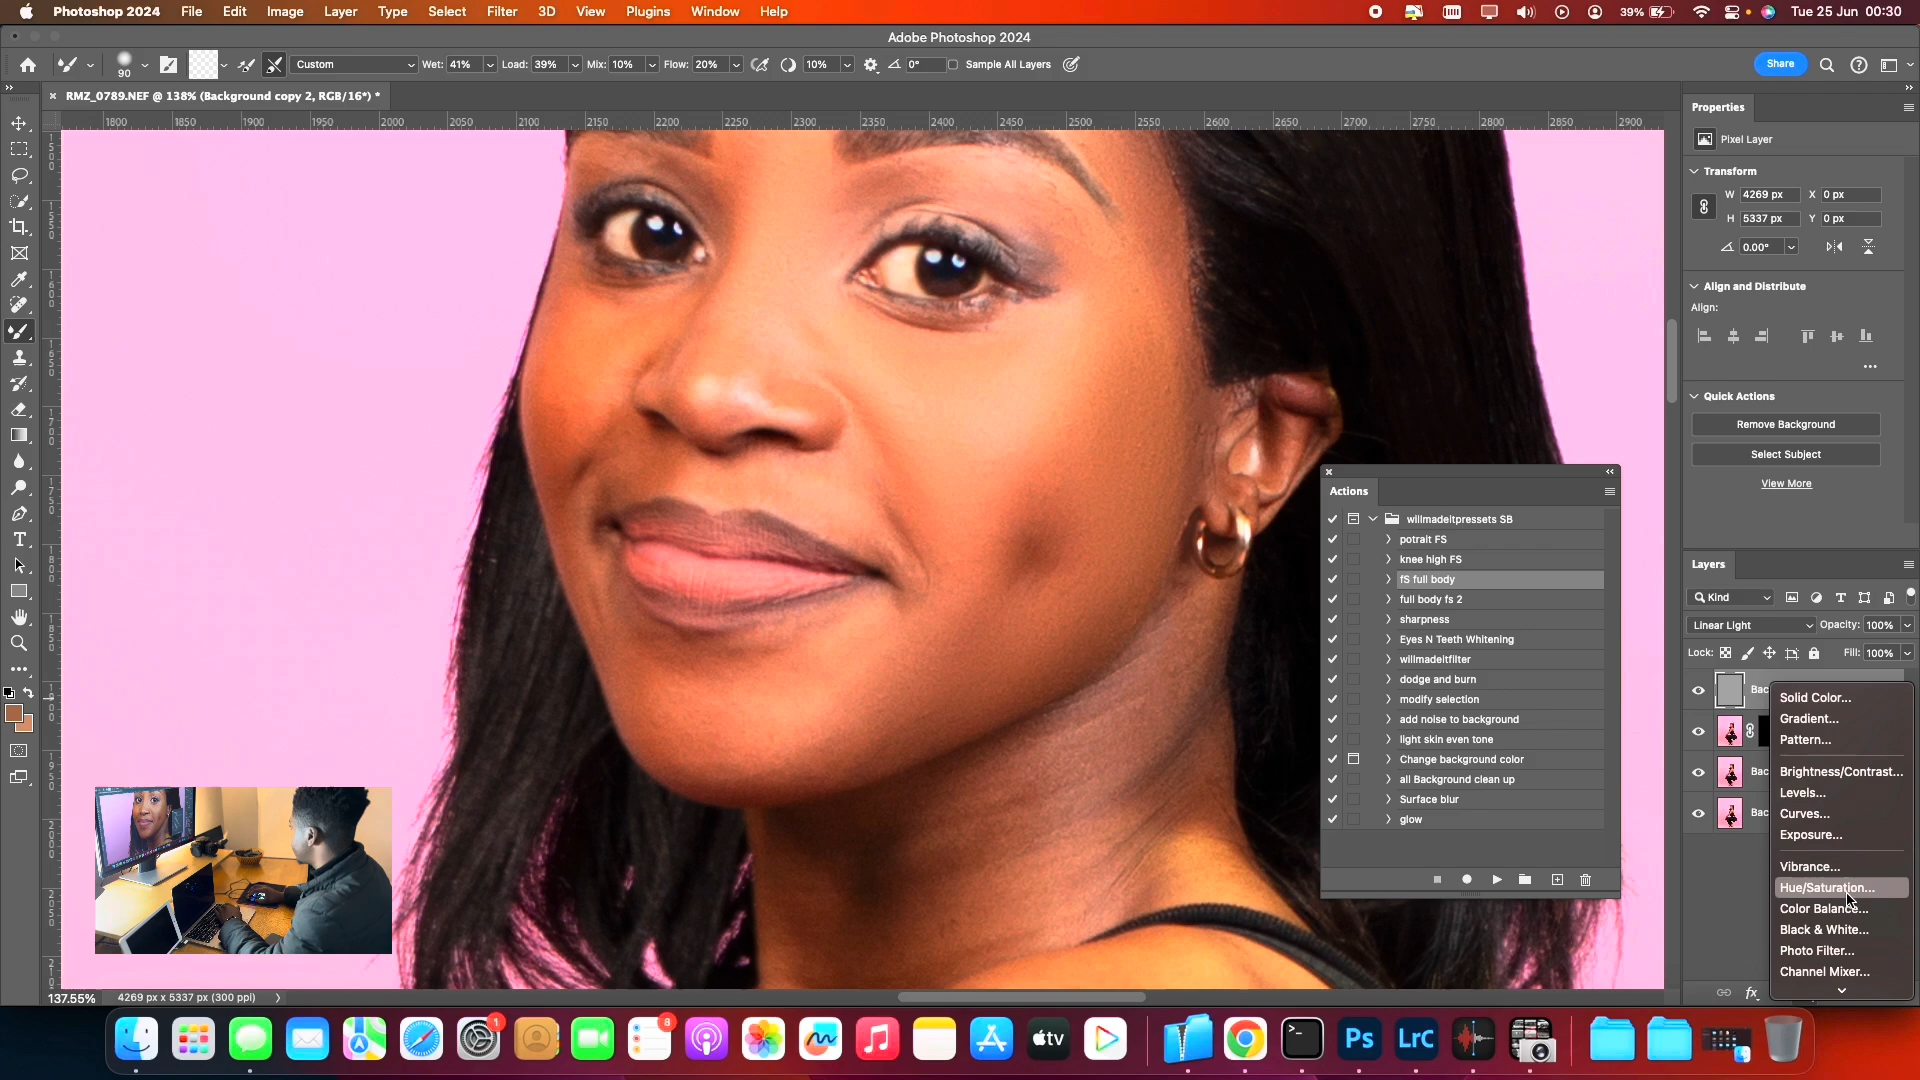 Photoshop 2024 File Edit Image Layer Type Select Filter 3D View Plugins Window Help 39% Tue 25 Jun 00:30
Adobe Photoshop 2024
90 Custom Wet: 41% Load: 39% Mix: 10% Flow: 20% 10% 0° Sample All Layers Share
RMZ_0789.NEF @ 138% (Background copy 2, RGB/16*) *
1800 1850 1900 1950 2000 2050 2100 2150 2200 2250 2300 2350 2400 2450 2500 2550 2600 2650 2700 2750 2800 2850 2900
Properties
Pixel Layer
Transform
W 4269 px X 0 px
H 5337 px Y 0 px
0.00°
Align and Distribute
Align:
Quick Actions
Remove Background
Select Subject
View More
Actions
willmadeitpressets SB
potrait FS
knee high FS
fS full body
full body fs 2
sharpness
Eyes N Teeth Whitening
willmadeitfilter
dodge and burn
modify selection
add noise to background
light skin even tone
Change background color
all Background clean up
Surface blur
glow
Layers
Kind
Linear Light Opacity: 100%
Lock: Fill: 100%
Bac
Bac
Bac
Solid Color...
Gradient...
Pattern...
Brightness/Contrast...
Levels...
Curves...
Exposure...
Vibrance...
Hue/Saturation...
Color Balance...
Black & White...
Photo Filter...
Channel Mixer...
fx
137.55% 4269 px x 5337 px (300 ppi)
1
8
tv
Ps
LrC